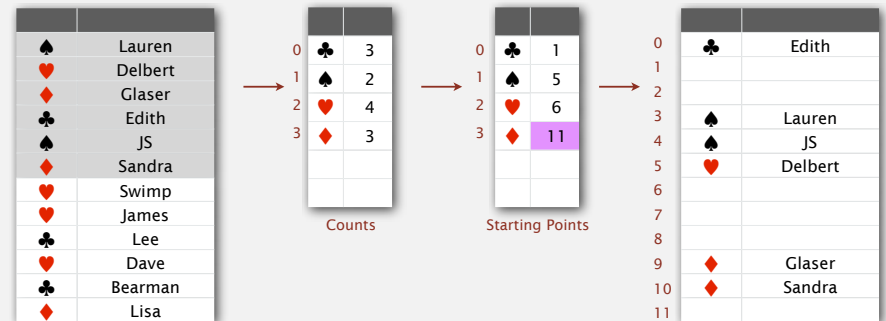 ♠ Lauren
♥ Delbert
♦ Glaser
♣ Edith
♠ JS
♦ Sandra
♥ Swimp
♥ James
♣ Lee
♥ Dave
♣ Bearman
♦ Lisa
0 ♣ 3
1 ♠ 2
2 ♥ 4
3 ♦ 3
Counts
0 ♣ 1
1 ♠ 5
2 ♥ 6
3 ♦ 11
Starting Points
0 ♣ Edith
1
2
3 ♠ Lauren
4 ♠ JS
5 ♥ Delbert
6
7
8
9 ♦ Glaser
10 ♦ Sandra
11